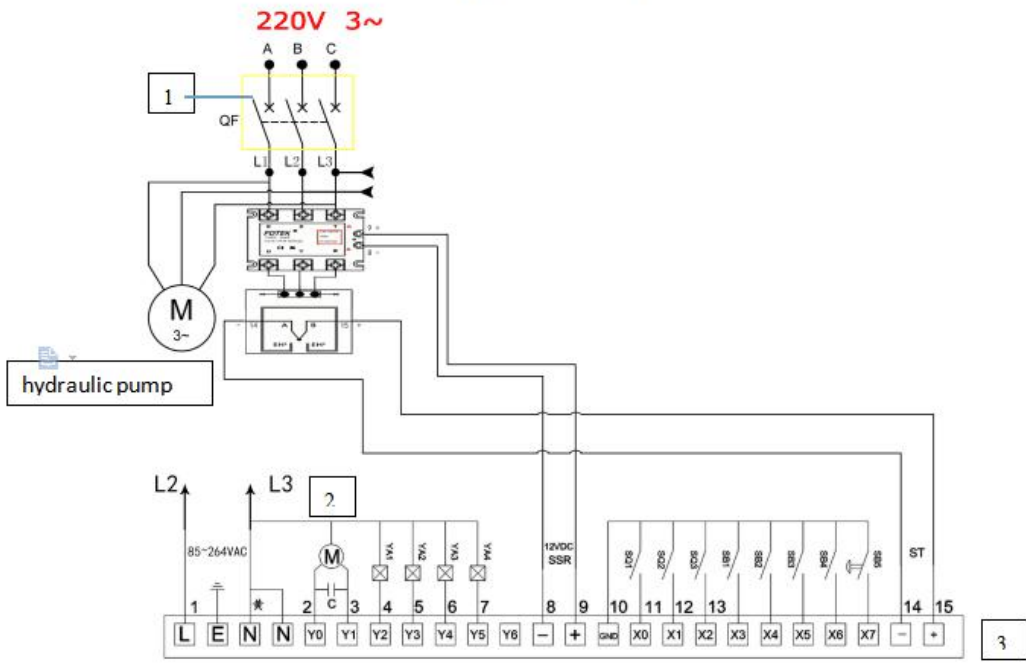 220V 3~
A B C
1
QF
L1 L2 L3
FOTEK
M
3~
- 14 A B 15 +
hydraulic pump
L2
L3
2
85~264VAC
M
YA1
YA2
YA3
YA4
12VDC
SSR
SQ1
SQ2
SQ3
SB1
SB2
SB3
SB4
SB5
ST
1 * 2 C 3 4 5 6 7 8 9 10 11 12 13 14 15
L E N N Y0 Y1 Y2 Y3 Y4 Y5 Y6 - + GND X0 X1 X2 X3 X4 X5 X6 X7 - +
3